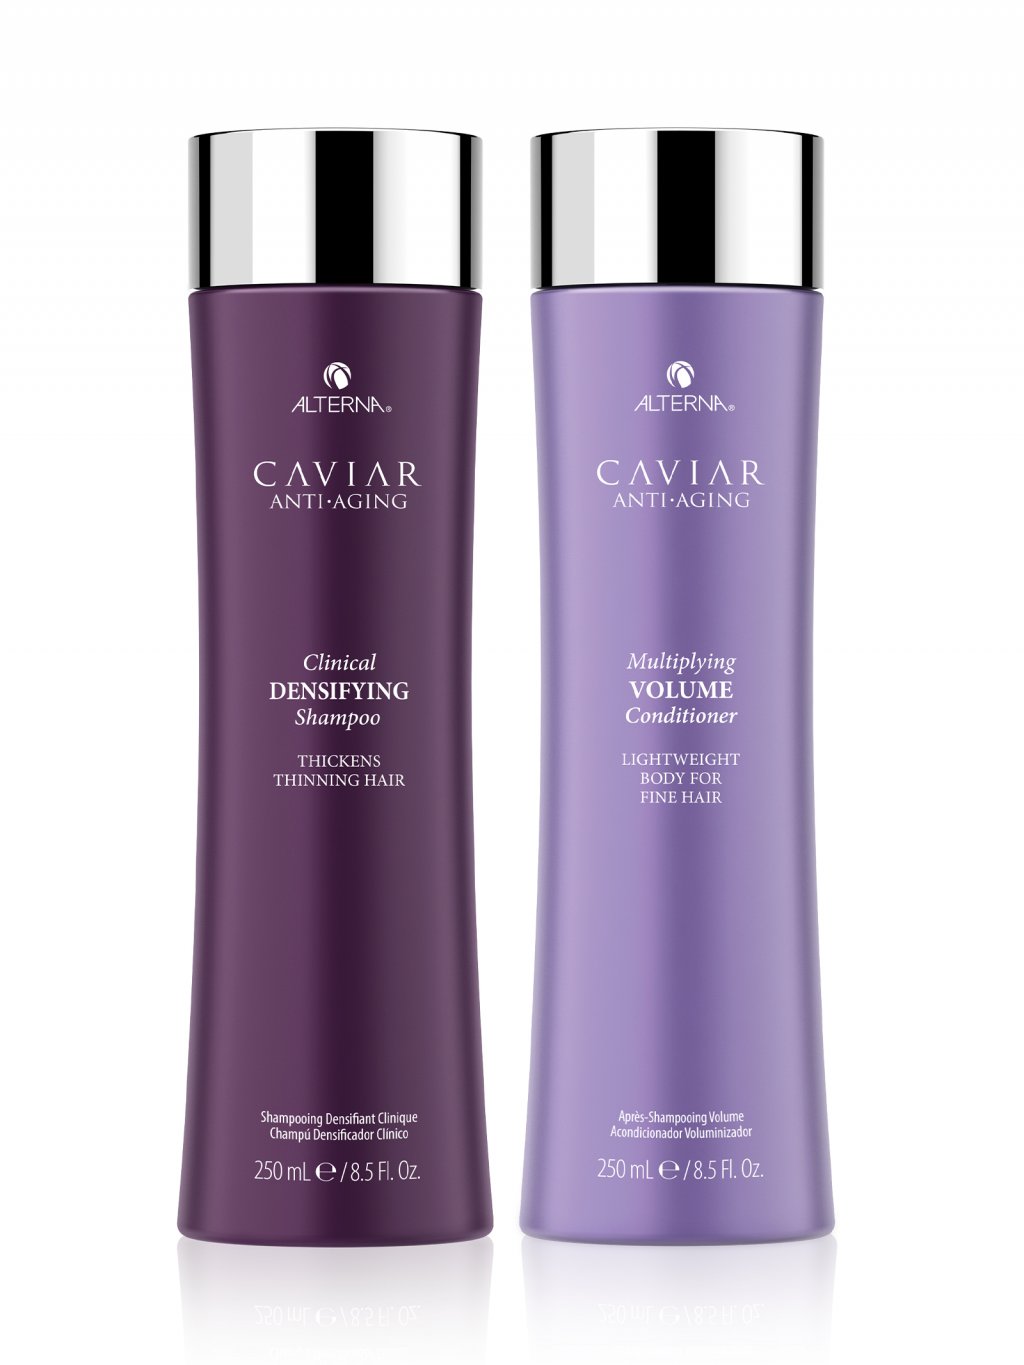 ALTERNA®
CAVIAR
ANTI·AGING
Clinical
DENSIFYING
Shampoo
THICKENS
THINNING HAIR
Shampooing Densifiant Clinique
Champú Densificador Clínico
250 mL ℮ / 8.5 Fl. Oz.
ALTERNA®
CAVIAR
ANTI·AGING
Multiplying
VOLUME
Conditioner
LIGHTWEIGHT
BODY FOR
FINE HAIR
Après-Shampooing Volume
Acondicionador Voluminizador
250 mL ℮ / 8.5 Fl. Oz.